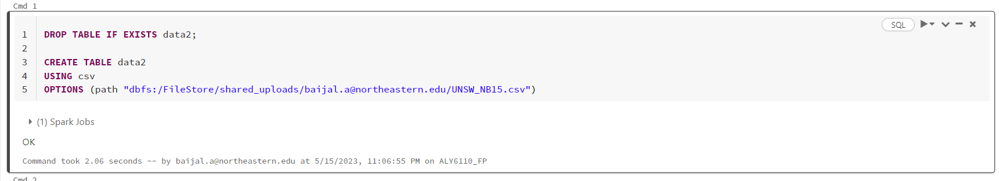 Cmd 1
SQL
1 DROP TABLE IF EXISTS data2;
2
3 CREATE TABLE data2
4 USING csv
5 OPTIONS (path "dbfs:/FileStore/shared_uploads/baijal.a@northeastern.edu/UNSW_NB15.csv")
(1) Spark Jobs
OK
Command took 2.06 seconds -- by baijal.a@northeastern.edu at 5/15/2023, 11:06:55 PM on ALY6110_FP
Cmd 2